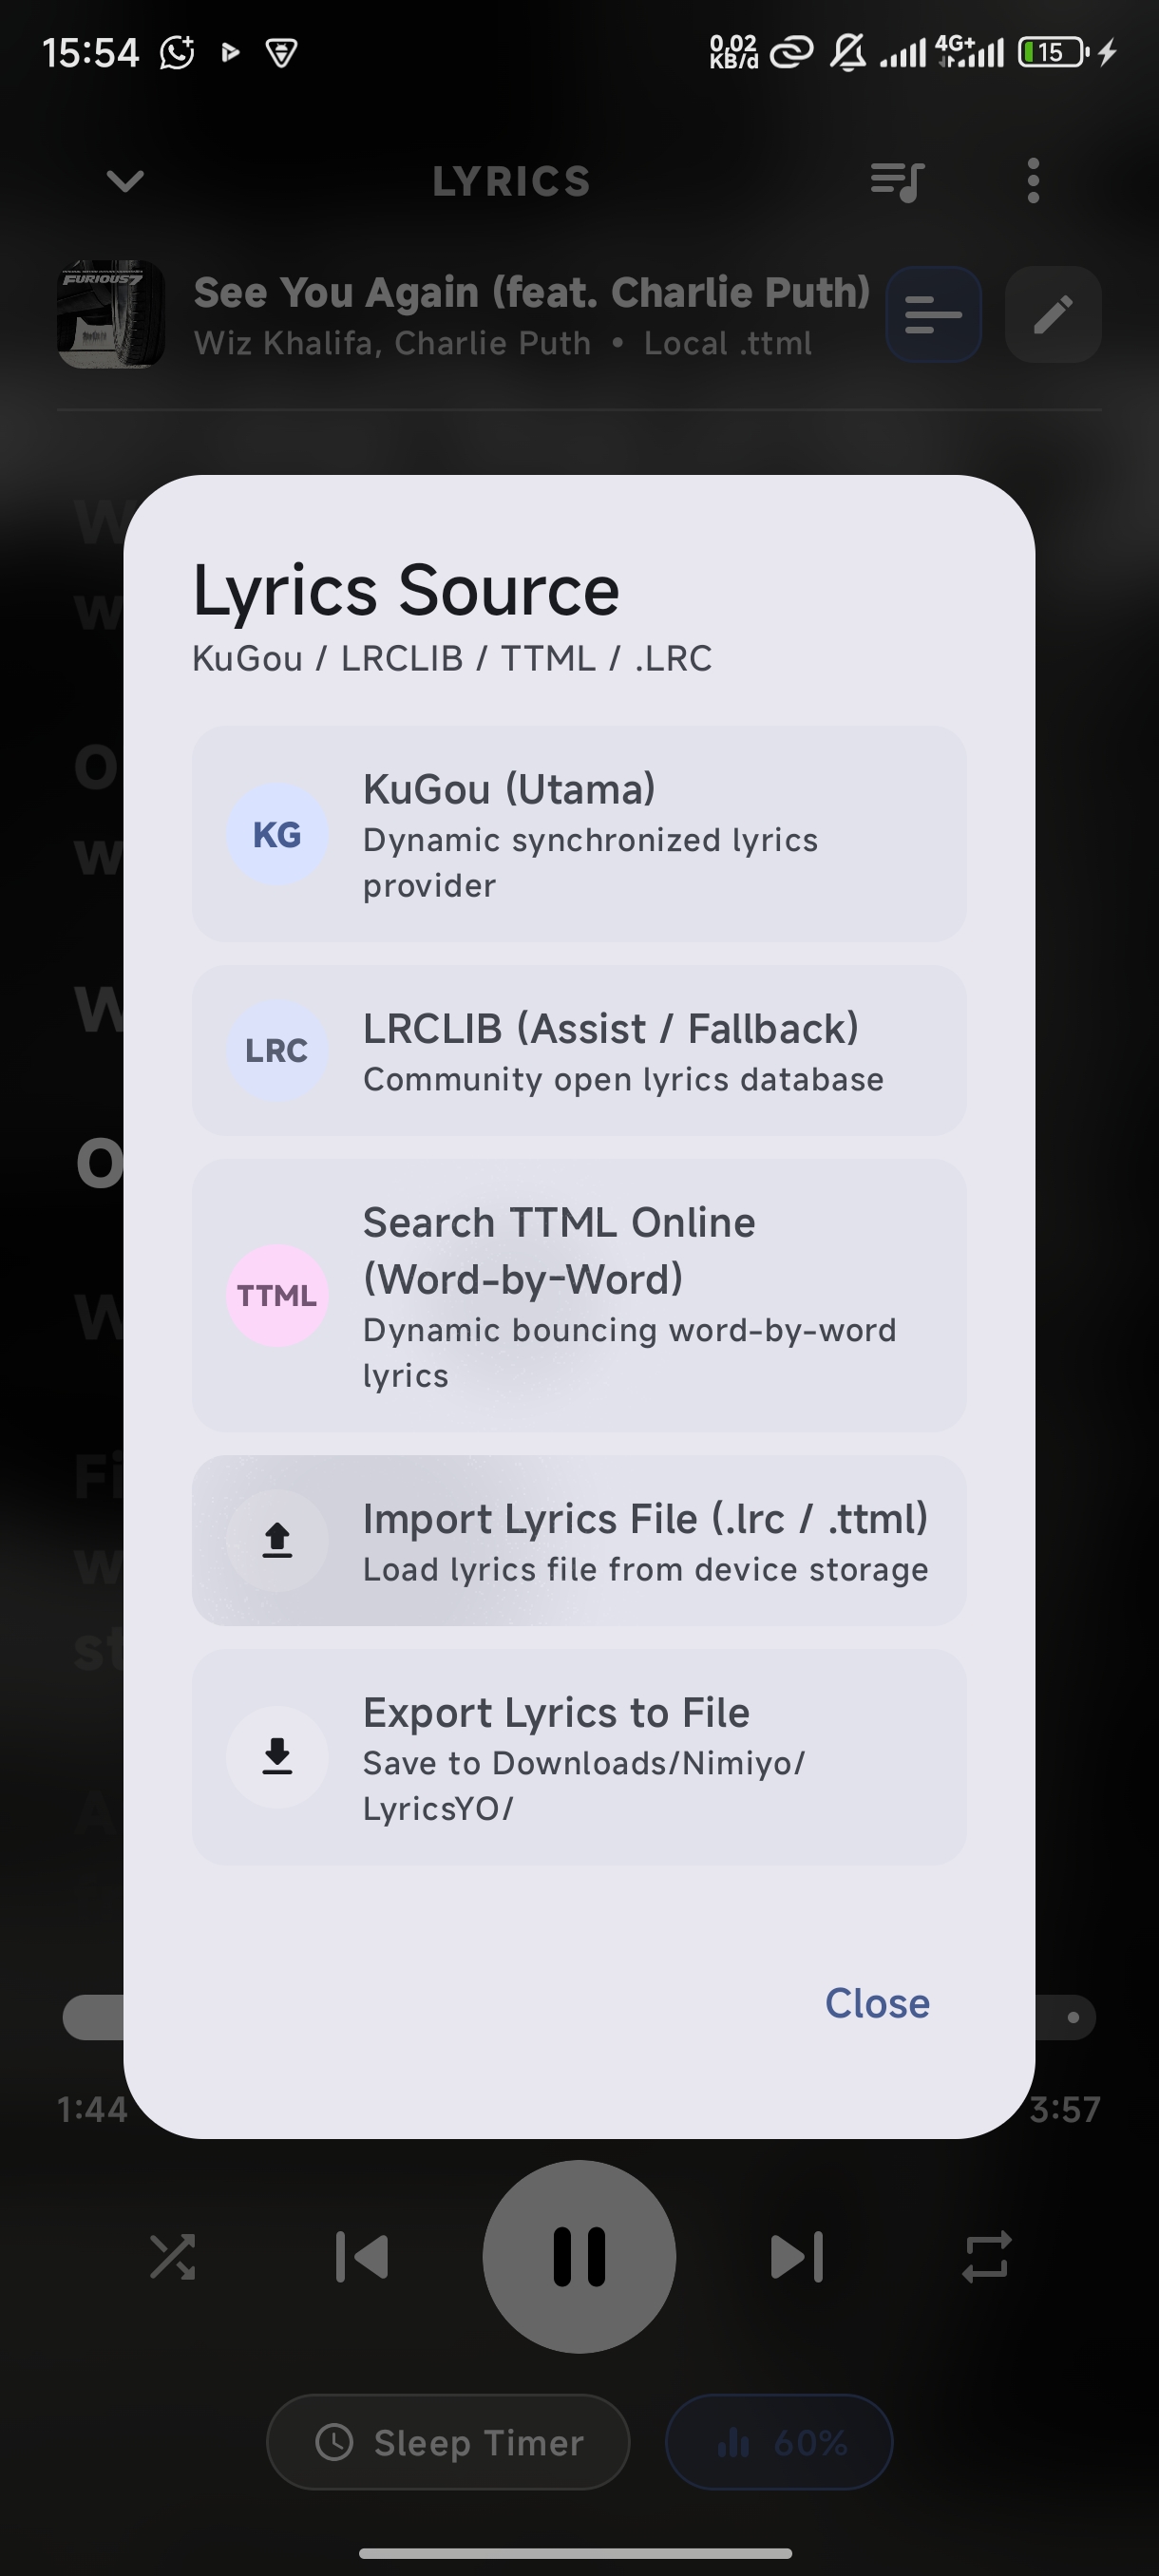 15:54
0.02
KB/d
4G+
15
LYRICS
FURIOUS7
See You Again (feat. Charlie Puth)
Wiz Khalifa, Charlie Puth • Local .ttml
W
w
O
w
W
O
W
Fi
w
st
A
Lyrics Source
KuGou / LRCLIB / TTML / .LRC
KG
KuGou (Utama)
Dynamic synchronized lyrics
provider
LRC
LRCLIB (Assist / Fallback)
Community open lyrics database
TTML
Search TTML Online
(Word-by-Word)
Dynamic bouncing word-by-word
lyrics
Import Lyrics File (.lrc / .ttml)
Load lyrics file from device storage
Export Lyrics to File
Save to Downloads/Nimiyo/
LyricsYO/
Close
1:44
3:57
Sleep Timer
60%